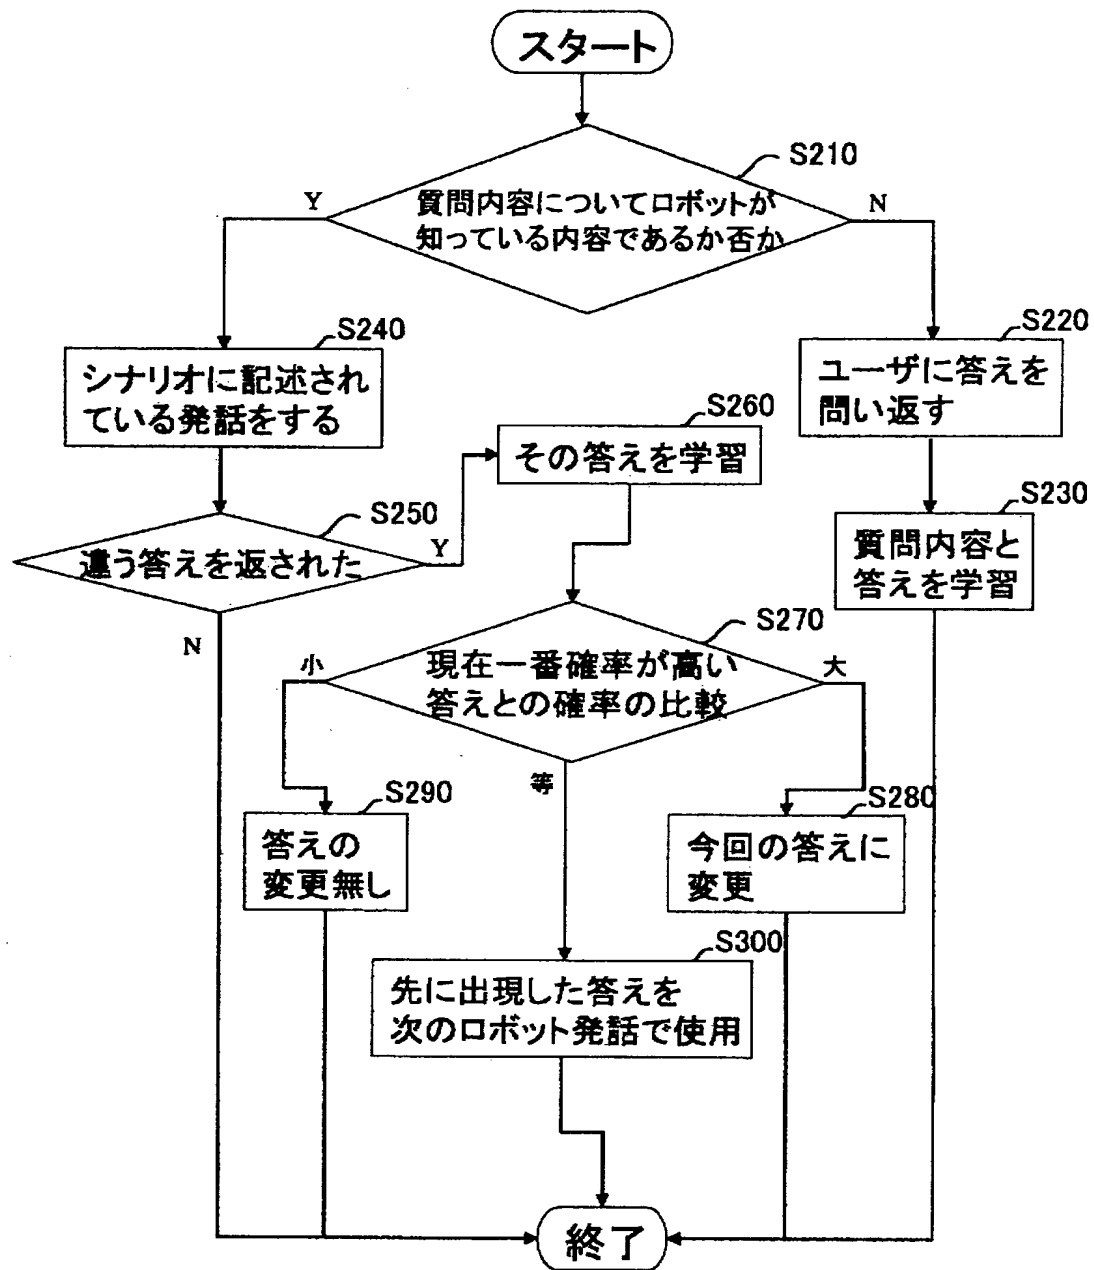 スタート
S210
Y
質問内容についてロボットが
知っている内容であるか否か
N
S240
シナリオに記述され
ている発話をする
S220
ユーザに答えを
問い返す
S260
その答えを学習
S250
違う答えを返された
Y
N
S230
質問内容と
答えを学習
S270
小
現在一番確率が高い
答えとの確率の比較
大
等
S290
答えの
変更無し
S280
今回の答えに
変更
S300
先に出現した答えを
次のロボット発話で使用
終了